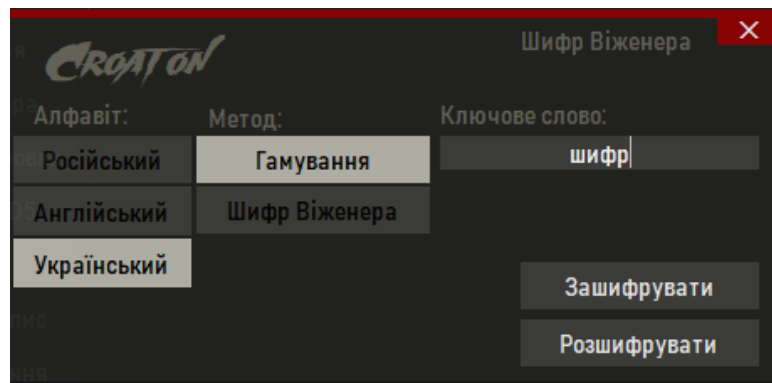 CROATON
Шифр Віженера
Алфавіт:
Метод:
Ключове слово:
Російський
Гамування
шифр
Англійський
Шифр Віженера
Український
Зашифрувати
Розшифрувати